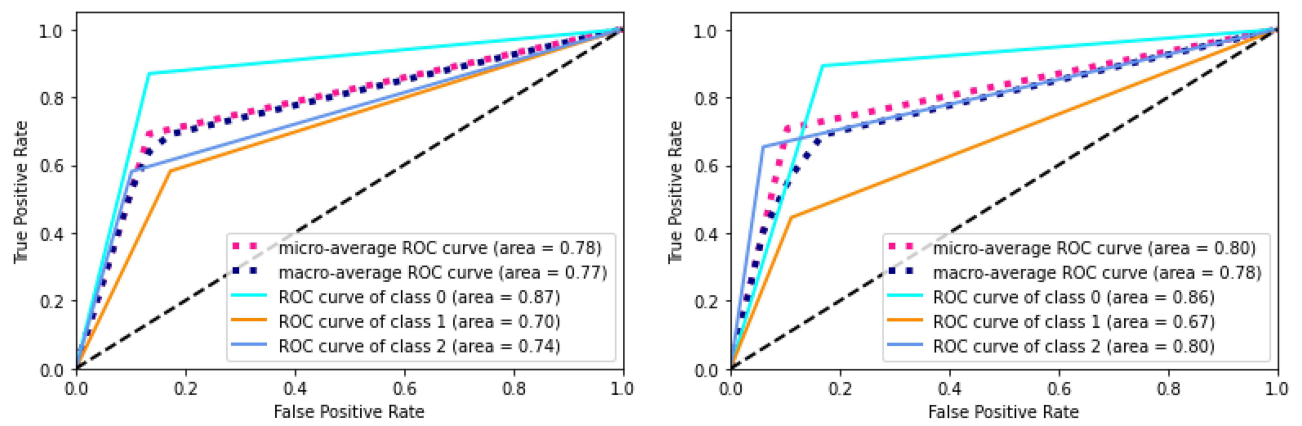 1.0
0.8
0.6
0.4
0.2
0.0
True Positive Rate
micro-average ROC curve (area = 0.78)
macro-average ROC curve (area = 0.77)
ROC curve of class 0 (area = 0.87)
ROC curve of class 1 (area = 0.70)
ROC curve of class 2 (area = 0.74)
0.0 0.2 0.4 0.6 0.8 1.0
False Positive Rate
1.0
0.8
0.6
0.4
0.2
0.0
True Positive Rate
micro-average ROC curve (area = 0.80)
macro-average ROC curve (area = 0.78)
ROC curve of class 0 (area = 0.86)
ROC curve of class 1 (area = 0.67)
ROC curve of class 2 (area = 0.80)
0.0 0.2 0.4 0.6 0.8 1.0
False Positive Rate